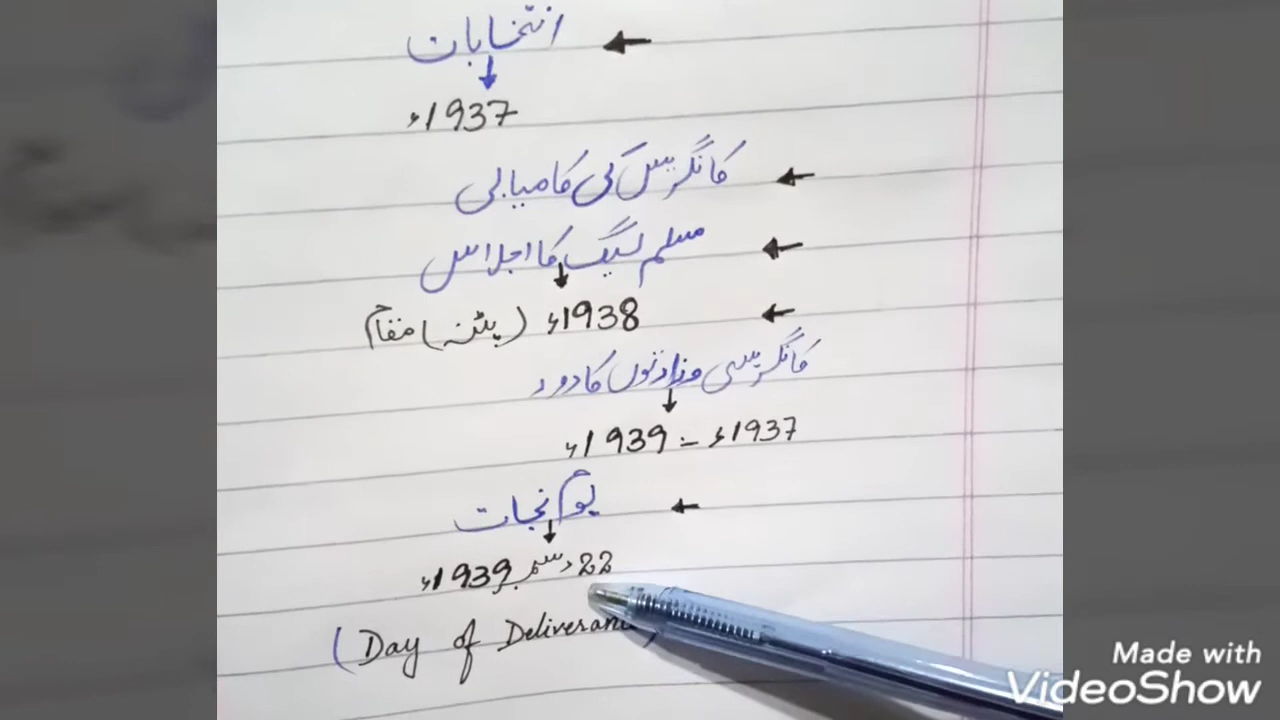 انتخابات
1937ء
کانگریس کی کامیابی
مسلم لیگ کا اجلاس
1938ء (پٹنہ) مقام
کانگریسی وزارتوں کا دور
1937ء - 1939ء
یوم نجات
22 دسمبر 1939ء
(Day of Deliverance)
Made with
VideoShow